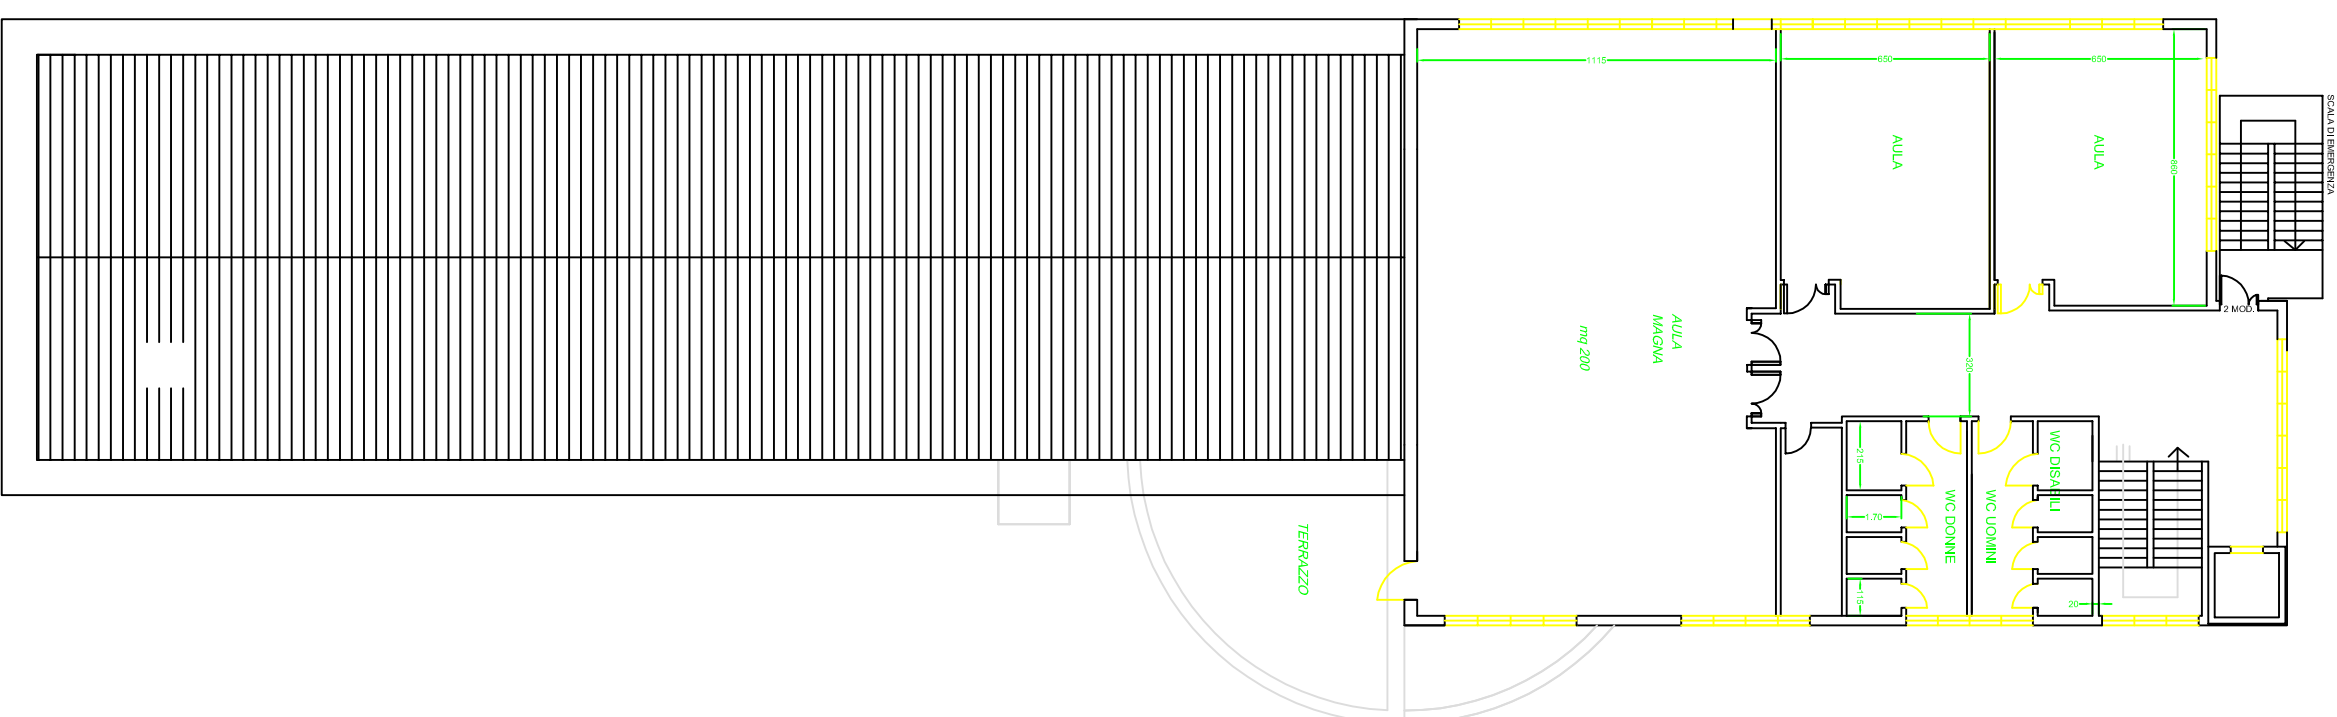 1115
650
650
SCALA DI EMERGENZA
AULA
AULA
860
2 MOD.
AULA
MAGNA
mq 200
320
215
WC DISABILI
1.70
WC DONNE
WC UOMINI
TERRAZZO
115
20